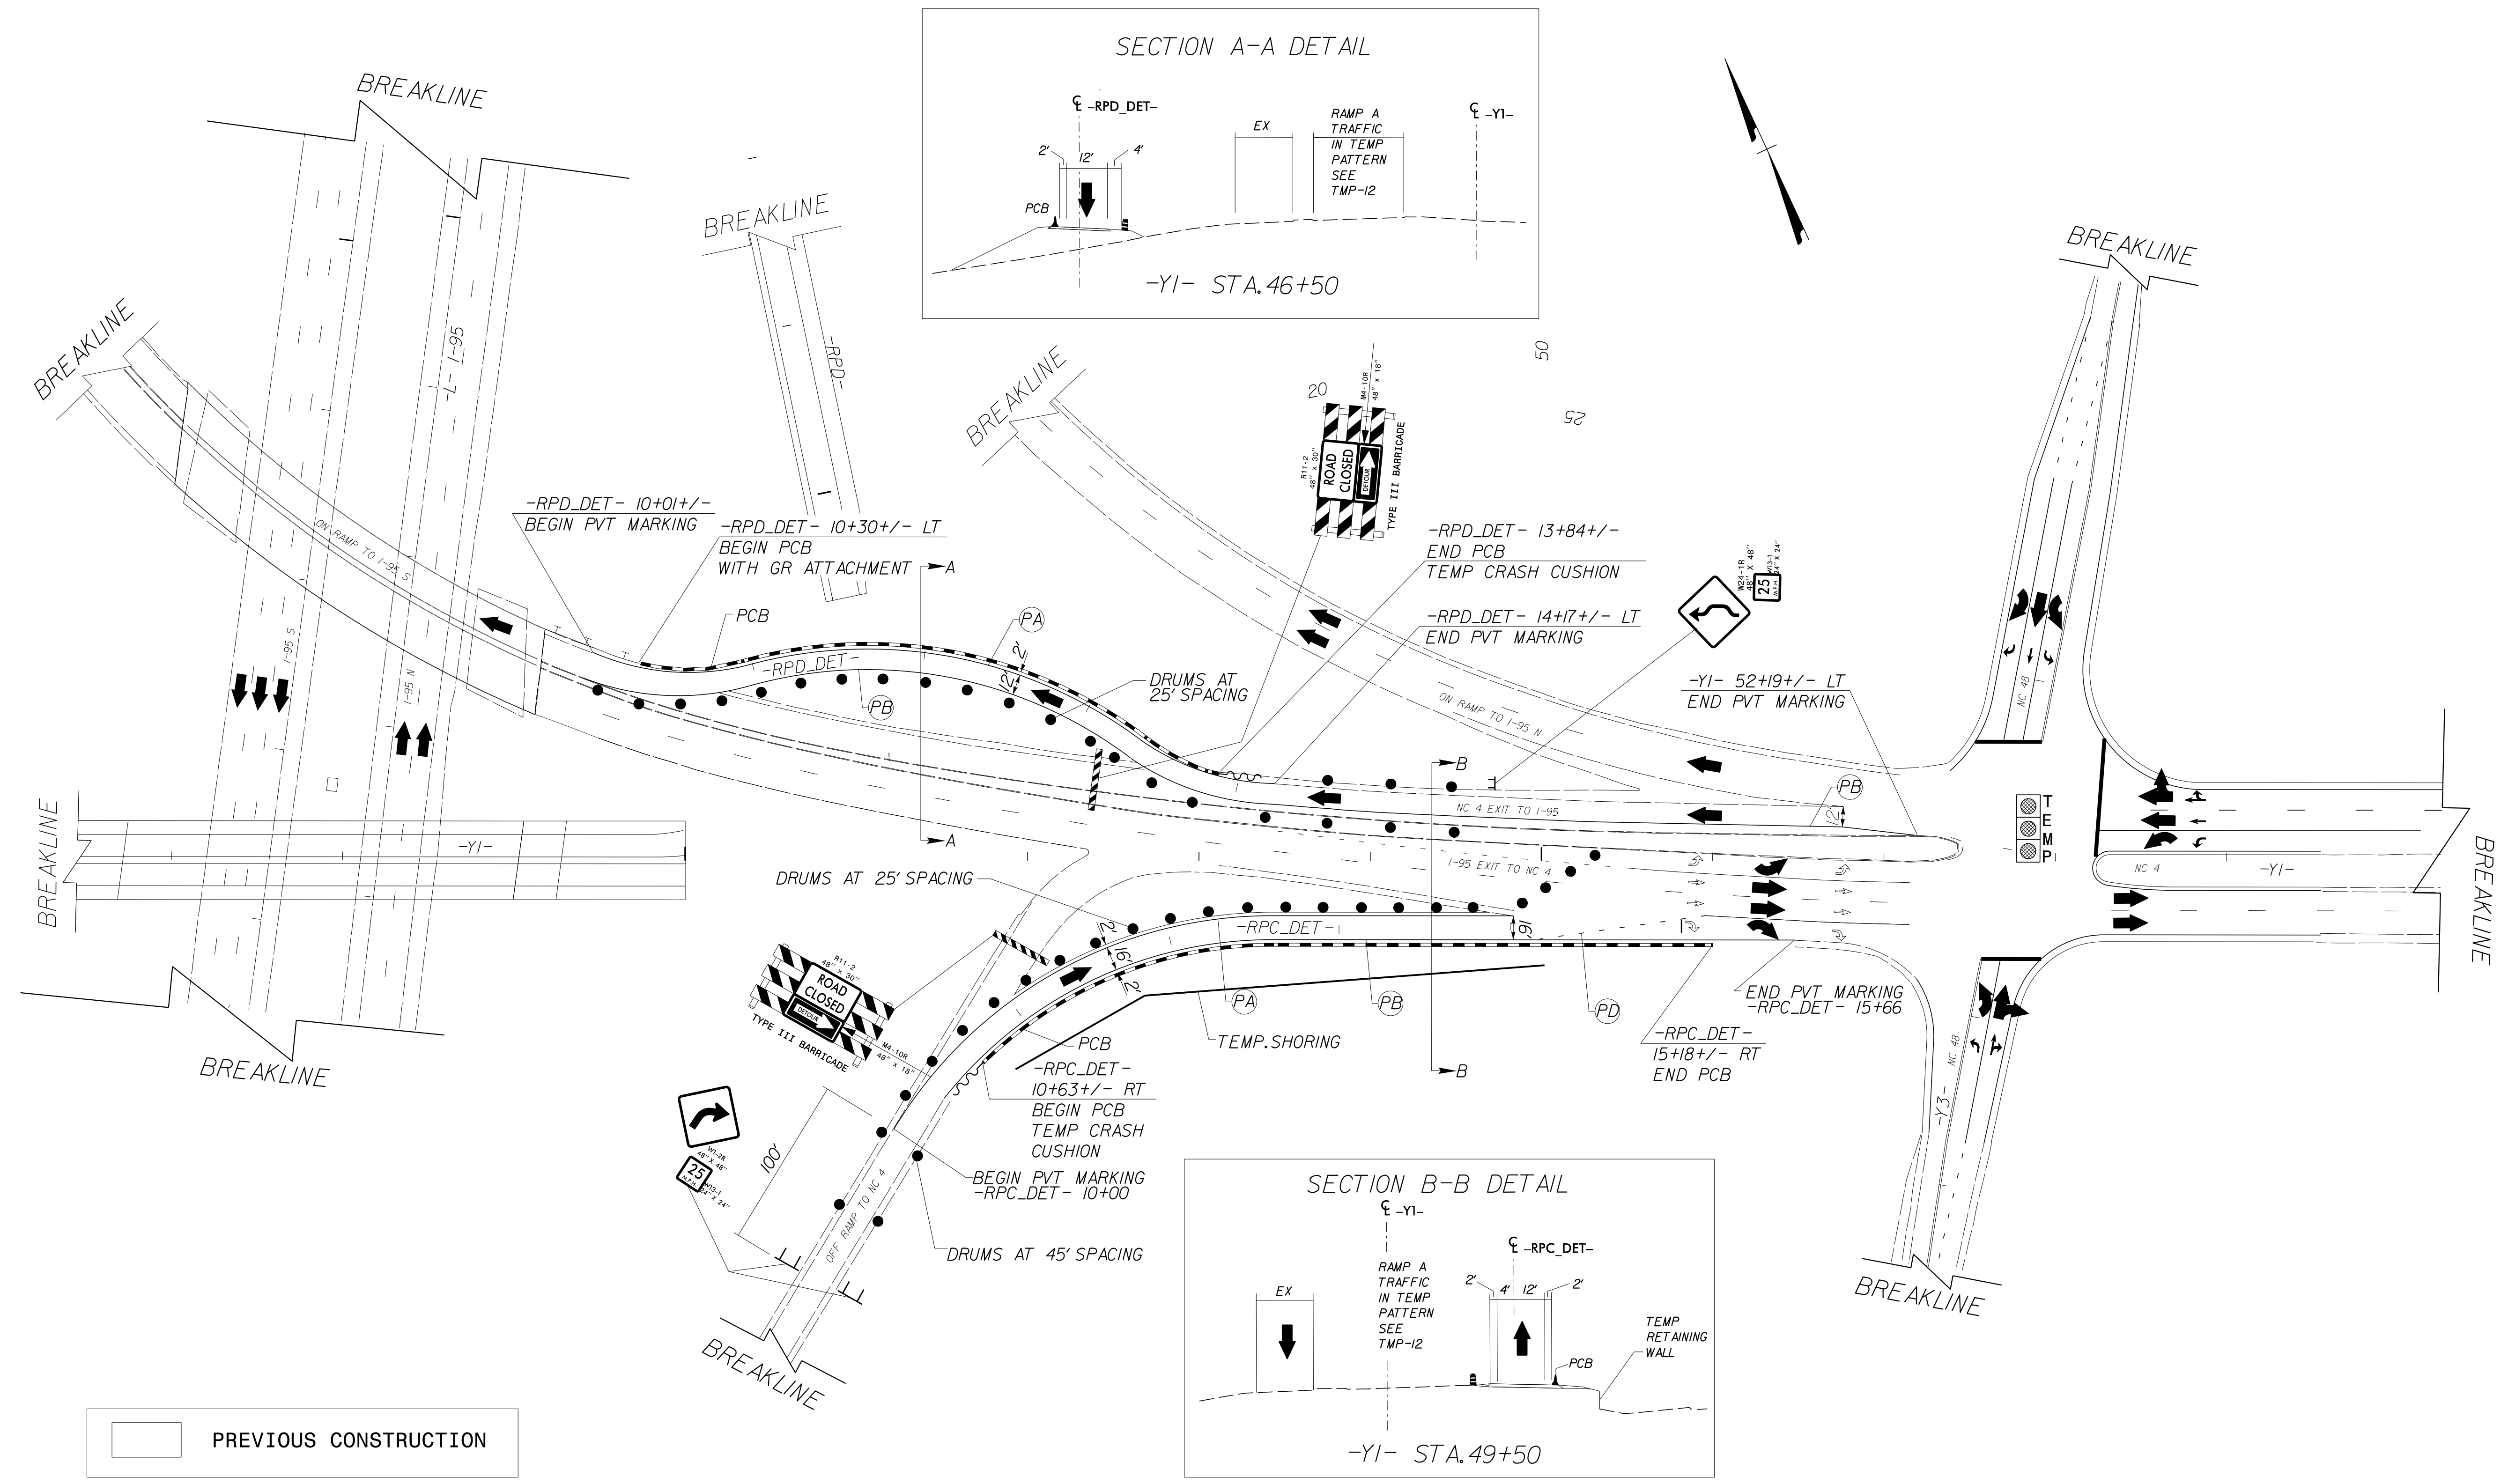 SECTION A-A DETAIL
℄ -RPD_DET-
℄ -Y1-
EX
RAMP A
TRAFFIC
IN TEMP
PATTERN
SEE
TMP-12
2'
12'
4'
PCB
-Y1- STA. 46+50
BREAKLINE
BREAKLINE
BREAKLINE
BREAKLINE
BREAKLINE
-L- I-95
-RPD-
20
50
25
M4-10R
48" X 18"
R11-2
48" X 30"
ROAD
CLOSED
DETOUR
TYPE III BARRICADE
-RPD_DET- 10+01+/-
BEGIN PVT MARKING
-RPD_DET- 10+30+/- LT
BEGIN PCB
WITH GR ATTACHMENT
ON RAMP TO I-95 S
-RPD_DET- 13+84+/-
END PCB
TEMP CRASH CUSHION
-RPD_DET- 14+17+/- LT
END PVT MARKING
W24-1R
48" X 48"
W13-1
24" X 24"
25
M.P.H.
A
PCB
PA
2'
-RPD_DET-
12'
PB
DRUMS AT
25' SPACING
I-95 S
I-95 N
ON RAMP TO I-95 N
-Y1- 52+19+/- LT
END PVT MARKING
NC 48
B
NC 4 EXIT TO I-95
PB
12'
TEMP
A
-Y1-
BREAKLINE
BREAKLINE
I-95 EXIT TO NC 4
NC 4
-Y1-
DRUMS AT 25' SPACING
-RPC_DET-
2'
16'
2'
16'
R11-2
48" X 30"
ROAD
CLOSED
DETOUR
M4-10R
48" X 18"
TYPE III BARRICADE
PA
PB
PD
END PVT MARKING
-RPC_DET- 15+66
TEMP. SHORING
PCB
-RPC_DET-
15+18+/- RT
END PCB
-RPC_DET-
10+63+/- RT
BEGIN PCB
TEMP CRASH
CUSHION
B
NC 48
-Y3-
BREAKLINE
W1-2R
48" X 48"
25
M.P.H.
W13-1
24" X 24"
100'
BEGIN PVT MARKING
-RPC_DET- 10+00
OFF RAMP TO NC 4
DRUMS AT 45' SPACING
BREAKLINE
BREAKLINE
SECTION B-B DETAIL
℄ -Y1-
℄ -RPC_DET-
EX
RAMP A
TRAFFIC
IN TEMP
PATTERN
SEE
TMP-12
2'
4'
12'
2'
PCB
TEMP
RETAINING
WALL
-Y1- STA. 49+50
PREVIOUS CONSTRUCTION